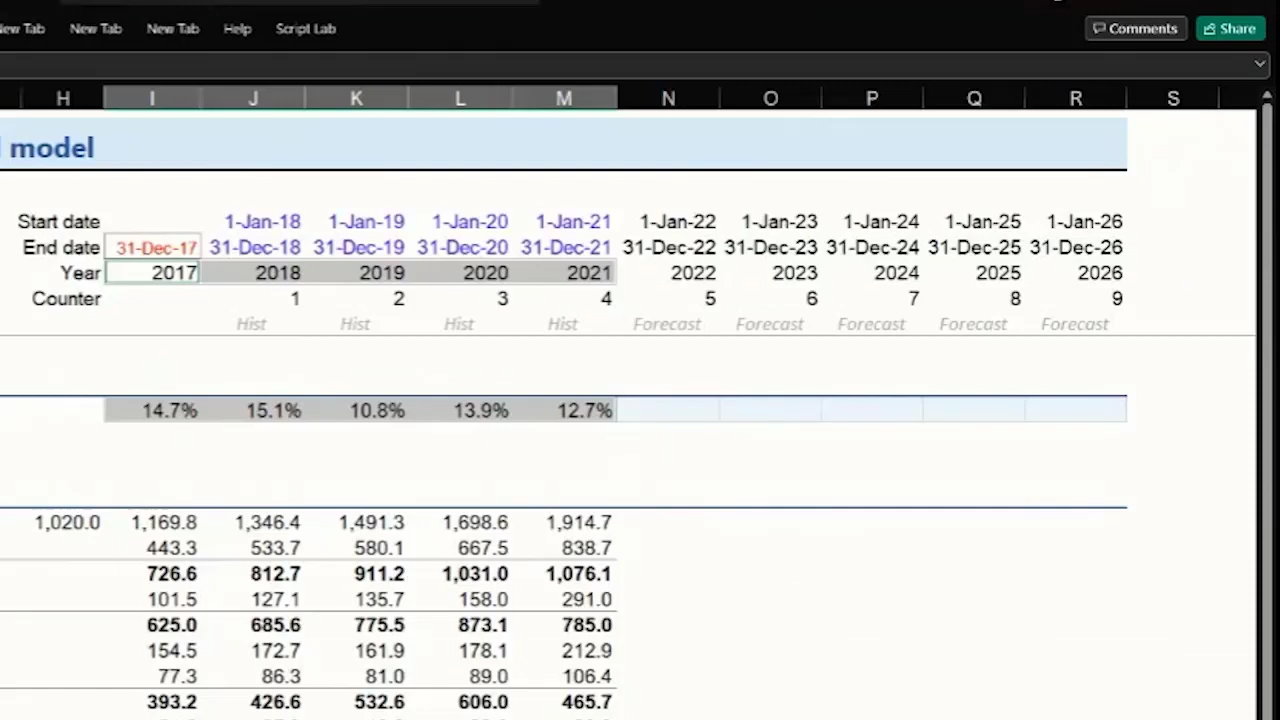 New Tab New Tab New Tab Help Script Lab Comments Share
H I J K L M N O P Q R S
model
Start date 1-Jan-18 1-Jan-19 1-Jan-20 1-Jan-21 1-Jan-22 1-Jan-23 1-Jan-24 1-Jan-25 1-Jan-26
End date 31-Dec-17 31-Dec-18 31-Dec-19 31-Dec-20 31-Dec-21 31-Dec-22 31-Dec-23 31-Dec-24 31-Dec-25 31-Dec-26
Year 2017 2018 2019 2020 2021 2022 2023 2024 2025 2026
Counter 1 2 3 4 5 6 7 8 9
Hist Hist Hist Hist Forecast Forecast Forecast Forecast Forecast
14.7% 15.1% 10.8% 13.9% 12.7%
1,020.0 1,169.8 1,346.4 1,491.3 1,698.6 1,914.7
443.3 533.7 580.1 667.5 838.7
726.6 812.7 911.2 1,031.0 1,076.1
101.5 127.1 135.7 158.0 291.0
625.0 685.6 775.5 873.1 785.0
154.5 172.7 161.9 178.1 212.9
77.3 86.3 81.0 89.0 106.4
393.2 426.6 532.6 606.0 465.7